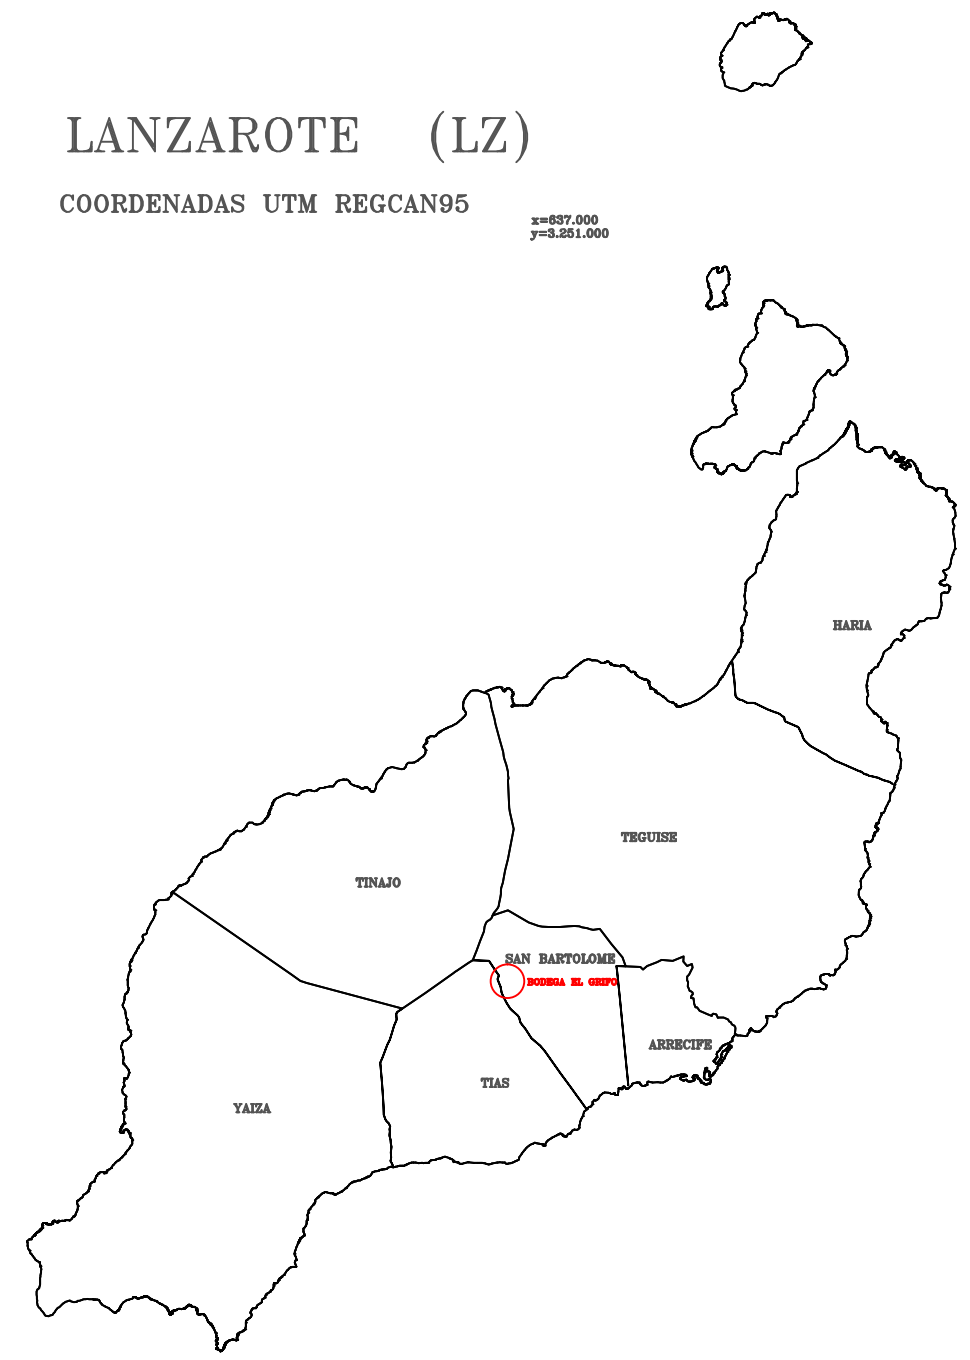 LANZAROTE (LZ)
COORDENADAS UTM REGCAN95
x=637.000
y=3.251.000
HARIA
TEGUISE
TINAJO
SAN BARTOLOME
BODEGA EL GRIFO
ARRECIFE
TIAS
YAIZA